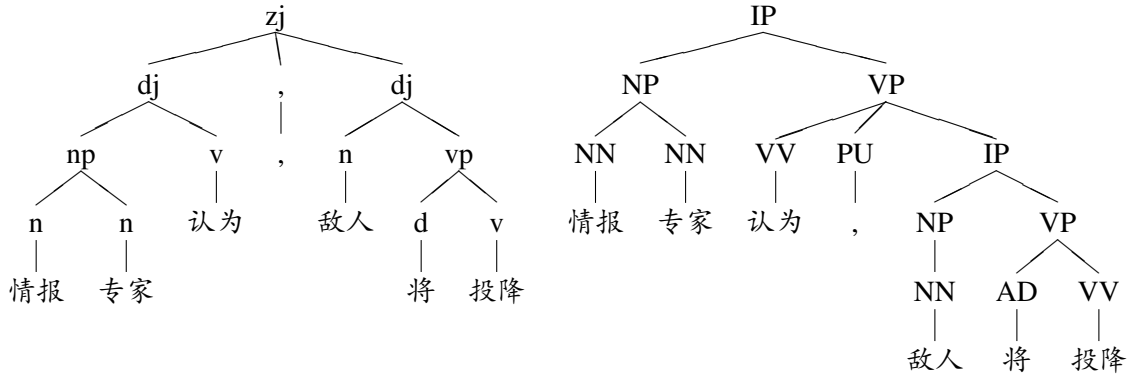 zj IP
dj , dj NP VP
np v , n vp NN NN VV PU IP
n n 认为 敌人 d v 情报 专家 认为 , NP VP
情报 专家 将 投降 NN AD VV
敌人 将 投降